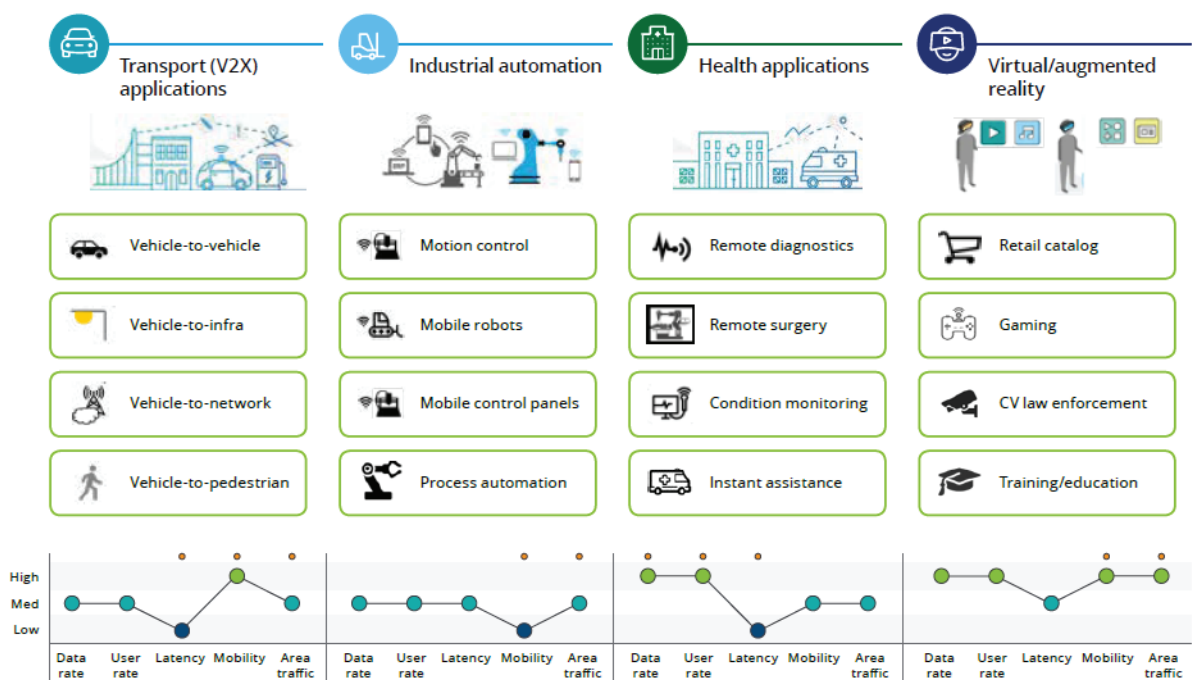 Transport (V2X)
applications
Industrial automation
Health applications
Virtual/augmented
reality
Vehicle-to-vehicle
Motion control
Remote diagnostics
Retail catalog
Vehicle-to-infra
Mobile robots
Remote surgery
Gaming
Vehicle-to-network
Mobile control panels
Condition monitoring
CV law enforcement
Vehicle-to-pedestrian
Process automation
Instant assistance
Training/education
High
Med
Low
Data
rate
User
rate
Latency
Mobility
Area
traffic
Data
rate
User
rate
Latency
Mobility
Area
traffic
Data
rate
User
rate
Latency
Mobility
Area
traffic
Data
rate
User
rate
Latency
Mobility
Area
traffic